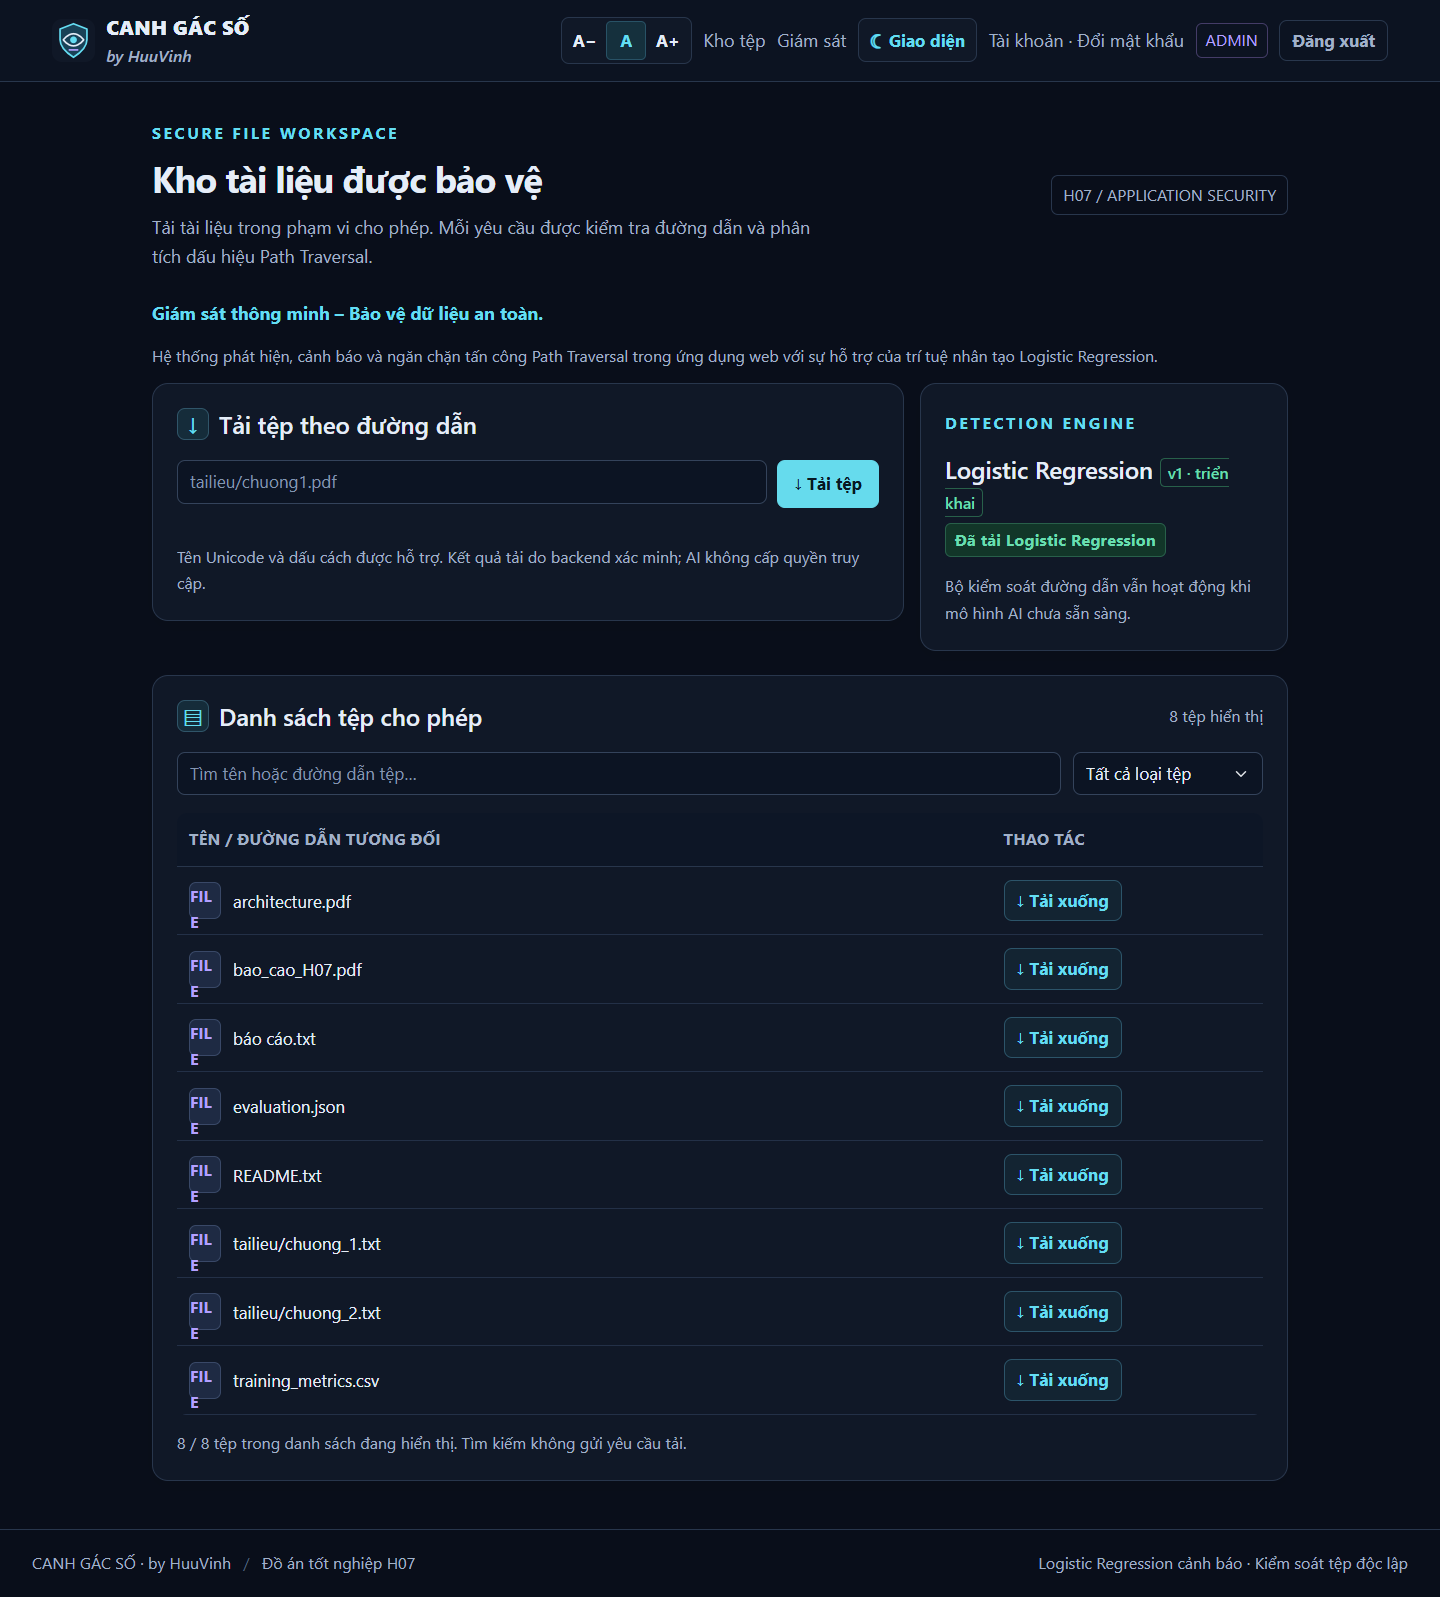 CANH GÁC SỐ
by HuuVinh
A− A A+ Kho tệp Giám sát ☾ Giao diện Tài khoản · Đổi mật khẩu ADMIN Đăng xuất
SECURE FILE WORKSPACE
Kho tài liệu được bảo vệ
H07 / APPLICATION SECURITY
Tải tài liệu trong phạm vi cho phép. Mỗi yêu cầu được kiểm tra đường dẫn và phân
tích dấu hiệu Path Traversal.
Giám sát thông minh – Bảo vệ dữ liệu an toàn.
Hệ thống phát hiện, cảnh báo và ngăn chặn tấn công Path Traversal trong ứng dụng web với sự hỗ trợ của trí tuệ nhân tạo Logistic Regression.
↓ Tải tệp theo đường dẫn
tailieu/chuong1.pdf
↓ Tải tệp
Tên Unicode và dấu cách được hỗ trợ. Kết quả tải do backend xác minh; AI không cấp quyền truy
cập.
DETECTION ENGINE
Logistic Regression v1 · triển
khai
Đã tải Logistic Regression
Bộ kiểm soát đường dẫn vẫn hoạt động khi
mô hình AI chưa sẵn sàng.
▤ Danh sách tệp cho phép
8 tệp hiển thị
Tìm tên hoặc đường dẫn tệp...
Tất cả loại tệp
TÊN / ĐƯỜNG DẪN TƯƠNG ĐỐI THAO TÁC
FIL
E
architecture.pdf ↓ Tải xuống
FIL
E
bao_cao_H07.pdf ↓ Tải xuống
FIL
E
báo cáo.txt ↓ Tải xuống
FIL
E
evaluation.json ↓ Tải xuống
FIL
E
README.txt ↓ Tải xuống
FIL
E
tailieu/chuong_1.txt ↓ Tải xuống
FIL
E
tailieu/chuong_2.txt ↓ Tải xuống
FIL
E
training_metrics.csv ↓ Tải xuống
8 / 8 tệp trong danh sách đang hiển thị. Tìm kiếm không gửi yêu cầu tải.
CANH GÁC SỐ · by HuuVinh / Đồ án tốt nghiệp H07
Logistic Regression cảnh báo · Kiểm soát tệp độc lập